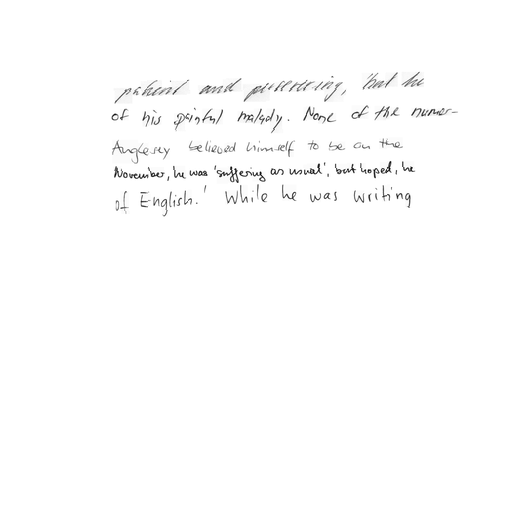 patient and persevering, 'but he
of his painful malady. None of the numer-
Anglesey believed himself to be on the
November, he was 'suffering as usual', but hoped, he
of English.' While he was writing